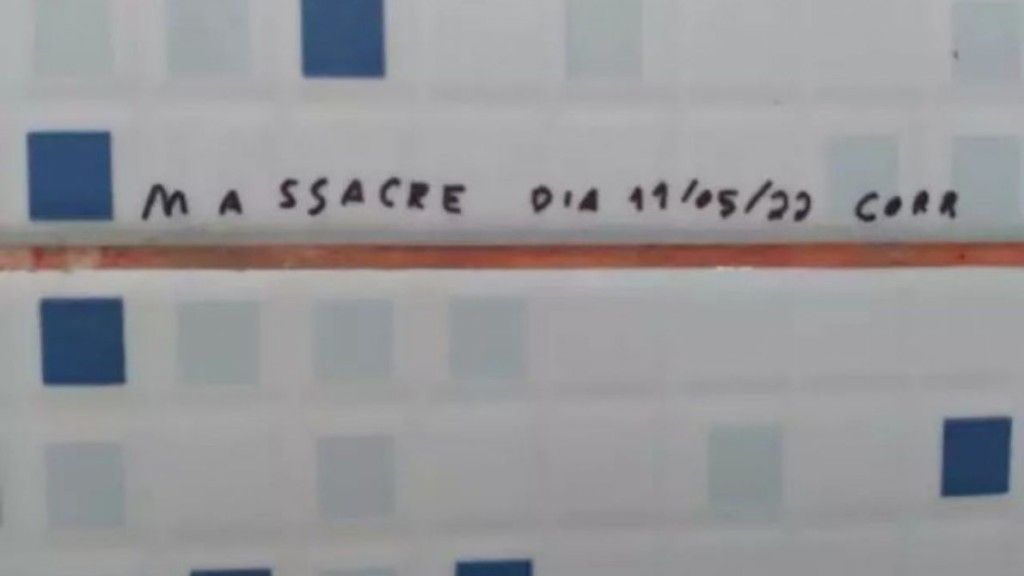 MASSACRE DIA 11/05/22 CORR